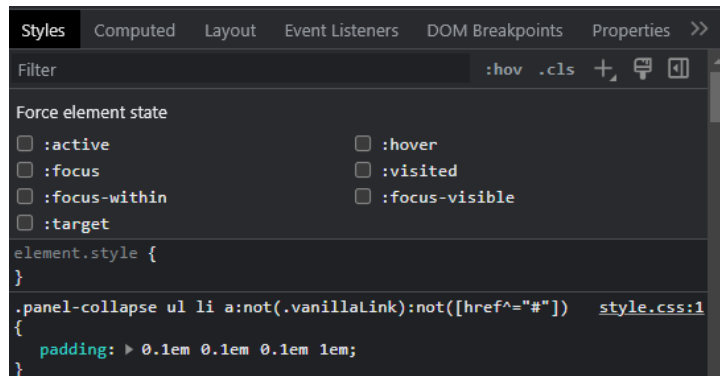 Styles Computed Layout Event Listeners DOM Breakpoints Properties
Filter :hov .cls
Force element state
:active :hover
:focus :visited
:focus-within :focus-visible
:target
element.style {
}
.panel-collapse ul li a:not(.vanillaLink):not([href^="#"]) style.css:1
{
padding: 0.1em 0.1em 0.1em 1em;
}